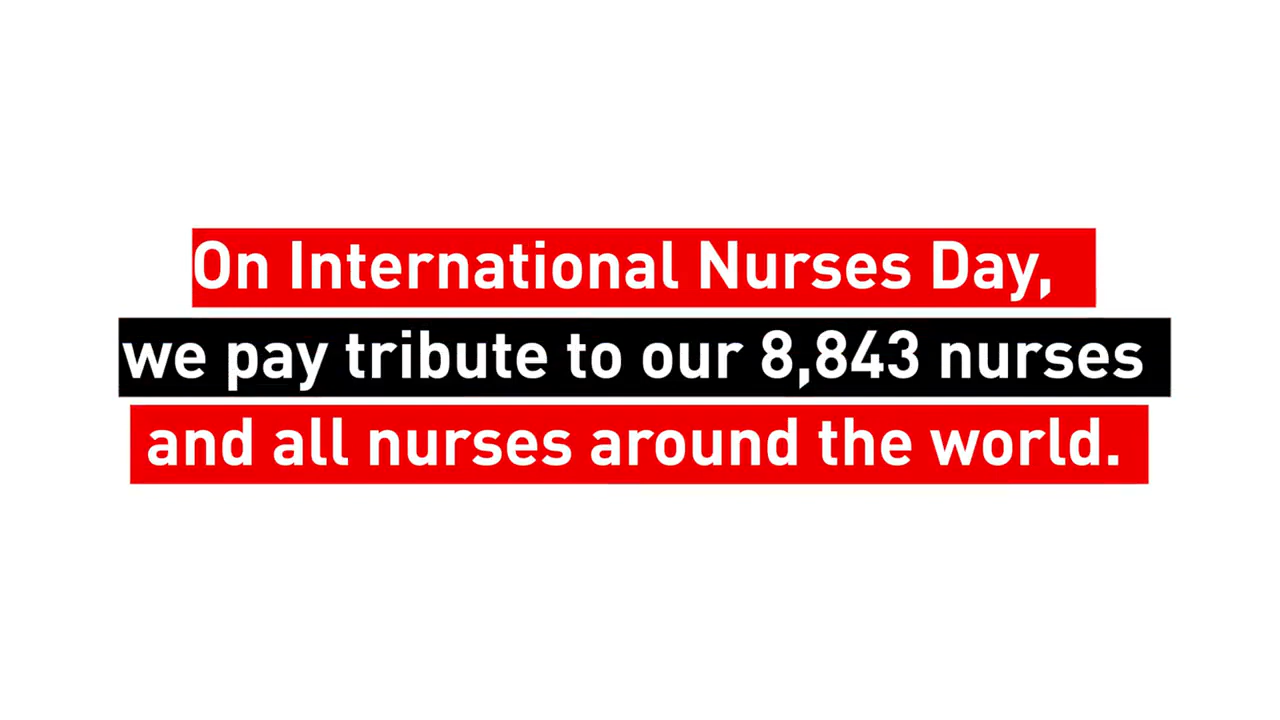 On International Nurses Day,
we pay tribute to our 8,843 nurses
and all nurses around the world.